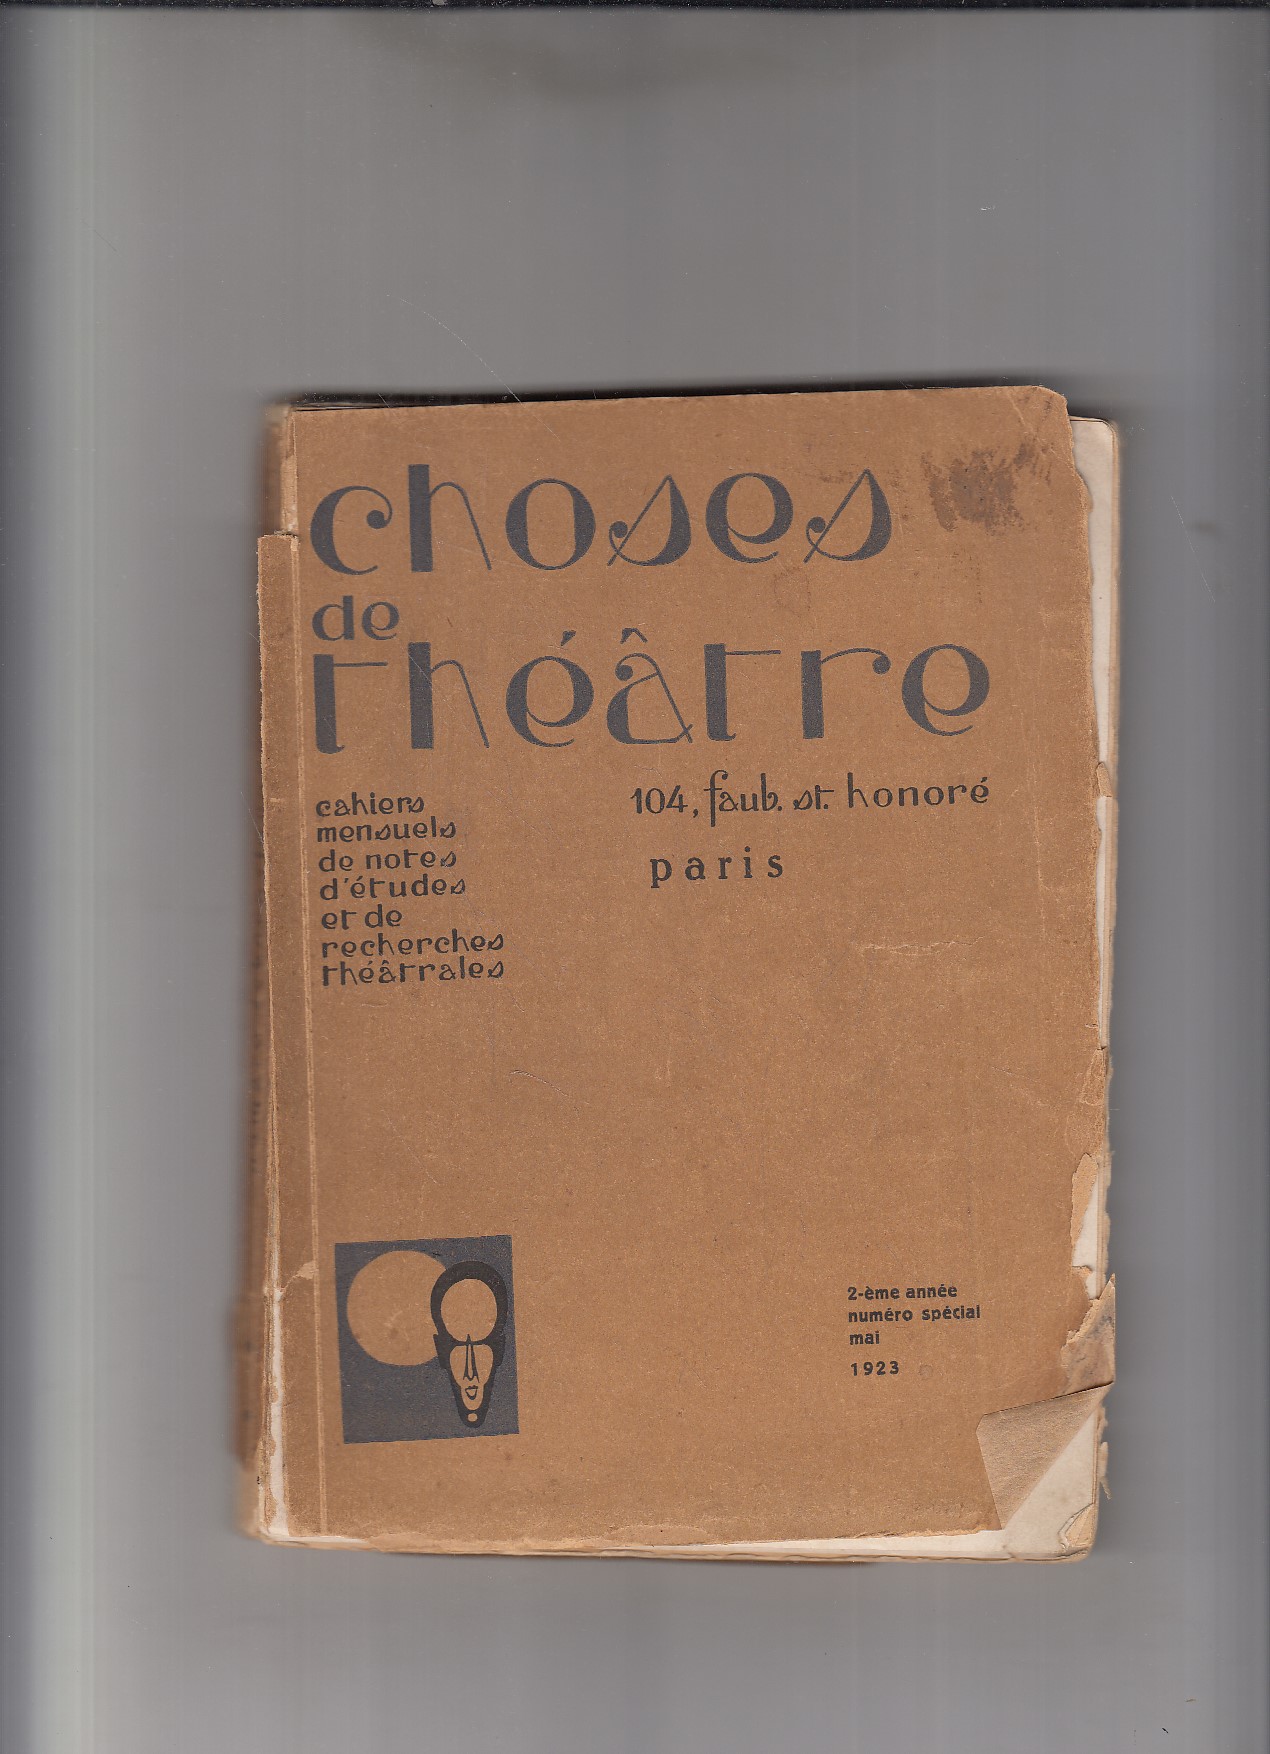 choses
de
théâtre
cahiers
mensuels
de notes
d'études
et de
recherches
théâtrales
104, faub. st. honoré
paris
2-ème année
numéro spécial
mai
1923